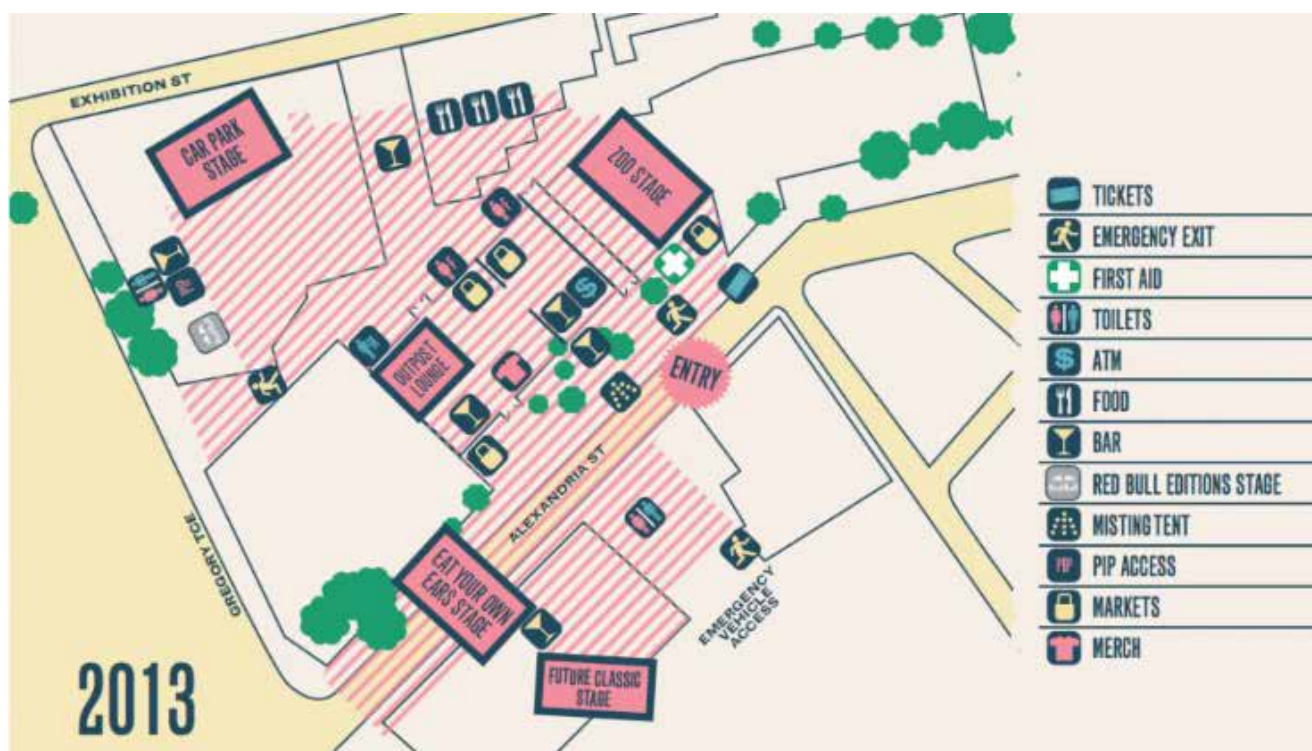 EXHIBITION ST
CAR PARK
STAGE
ZOO STAGE
OUTPOST
LOUNGE
ENTRY
ALEXANDRIA ST
GREGORY TCE
EAT YOUR OWN
EARS STAGE
EMERGENCY
VEHICLE
ACCESS
FUTURE CLASSIC
STAGE
2013
TICKETS
EMERGENCY EXIT
FIRST AID
TOILETS
$ ATM
FOOD
BAR
RED BULL EDITIONS STAGE
MISTING TENT
PIP PIP ACCESS
MARKETS
MERCH